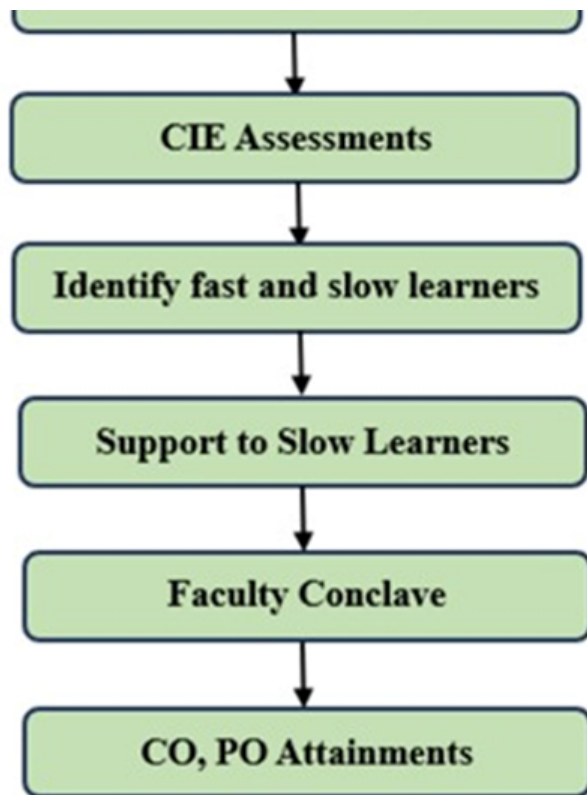 CIE Assessments
Identify fast and slow learners
Support to Slow Learners
Faculty Conclave
CO, PO Attainments